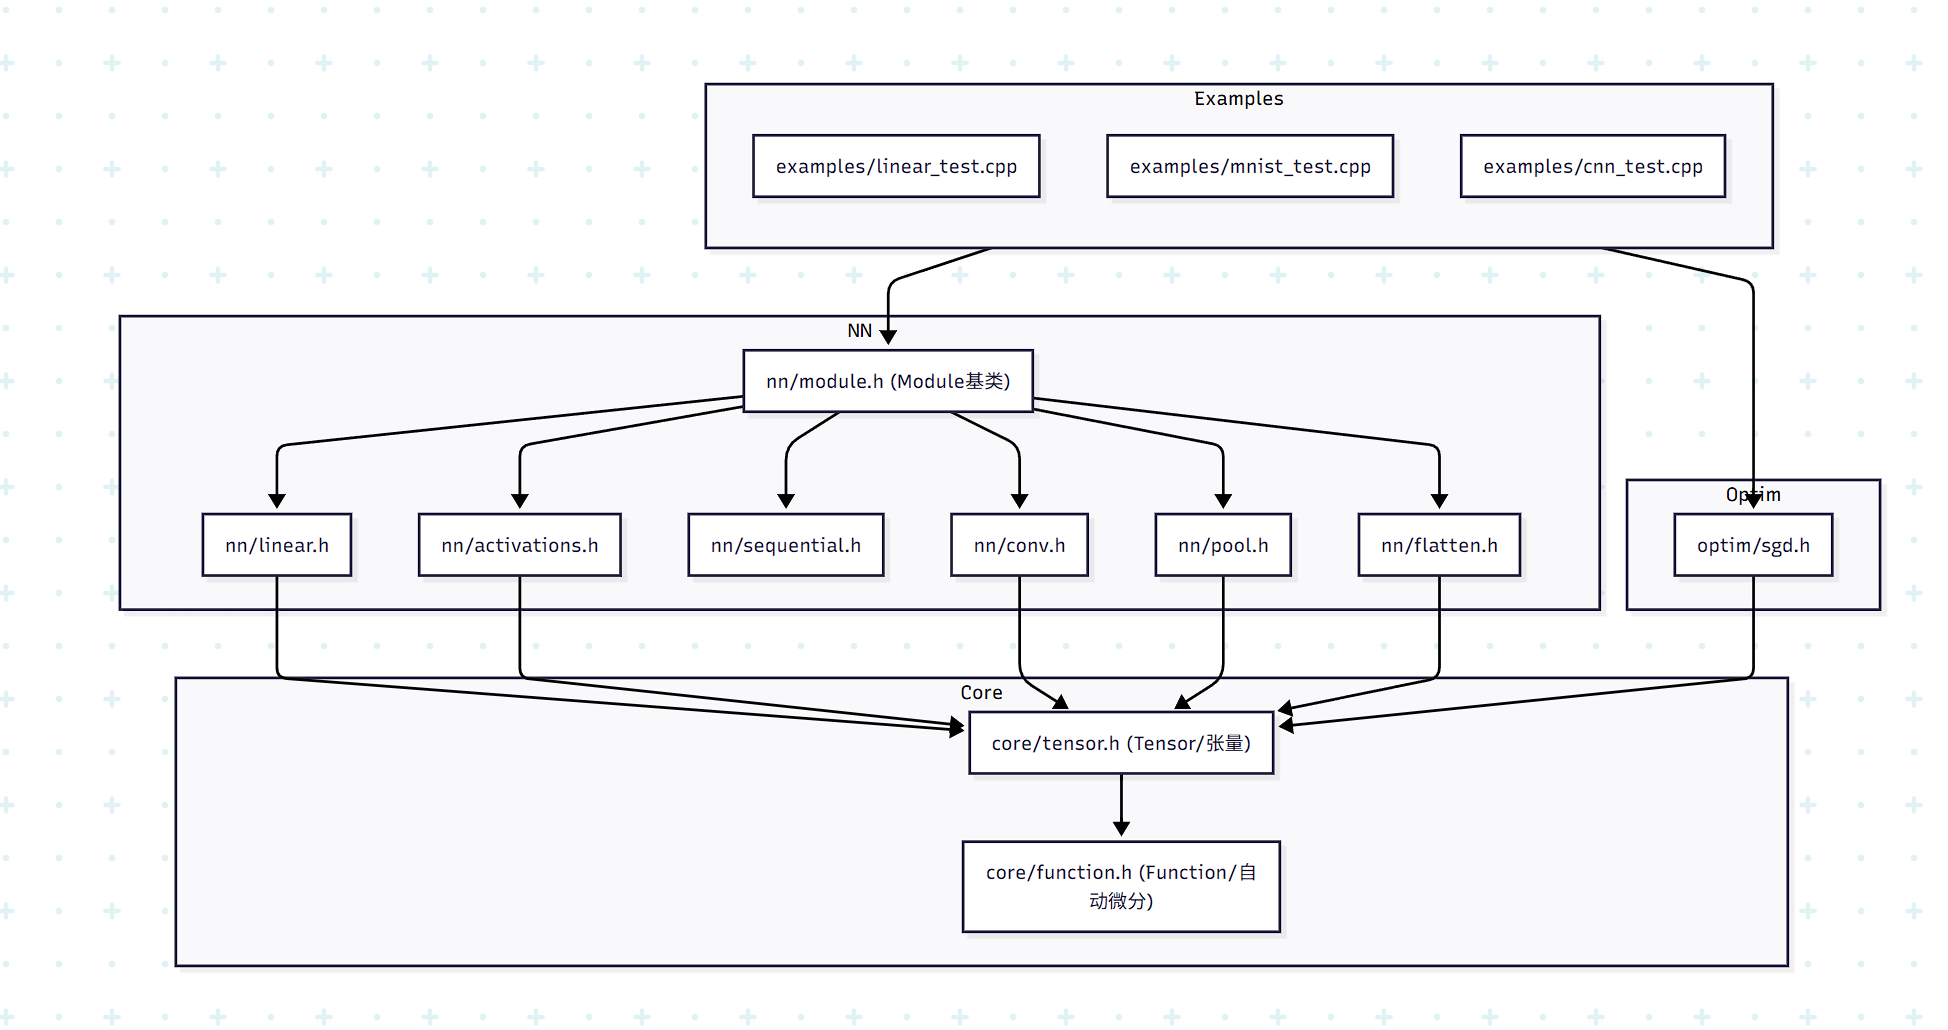 Examples
examples/linear_test.cpp
examples/mnist_test.cpp
examples/cnn_test.cpp
NN
nn/module.h (Module基类)
nn/linear.h
nn/activations.h
nn/sequential.h
nn/conv.h
nn/pool.h
nn/flatten.h
Optim
optim/sgd.h
Core
core/tensor.h (Tensor/张量)
core/function.h (Function/自
动微分)